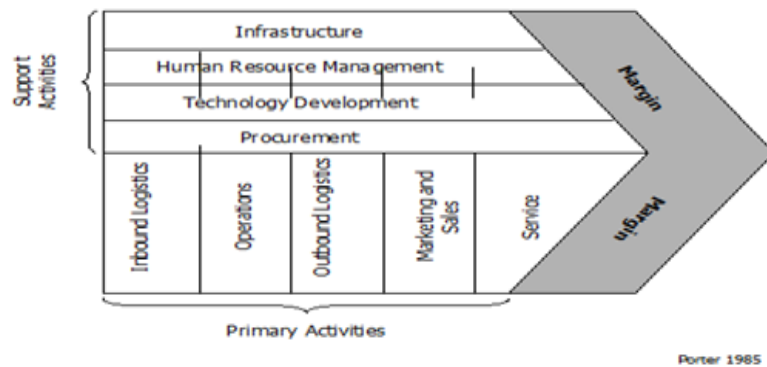 Support
Activities
Infrastructure
Human Resource Management
Technology Development
Procurement
Inbound Logistics
Operations
Outbound Logistics
Marketing and
Sales
Service
Margin
Margin
Primary Activities
Porter 1985